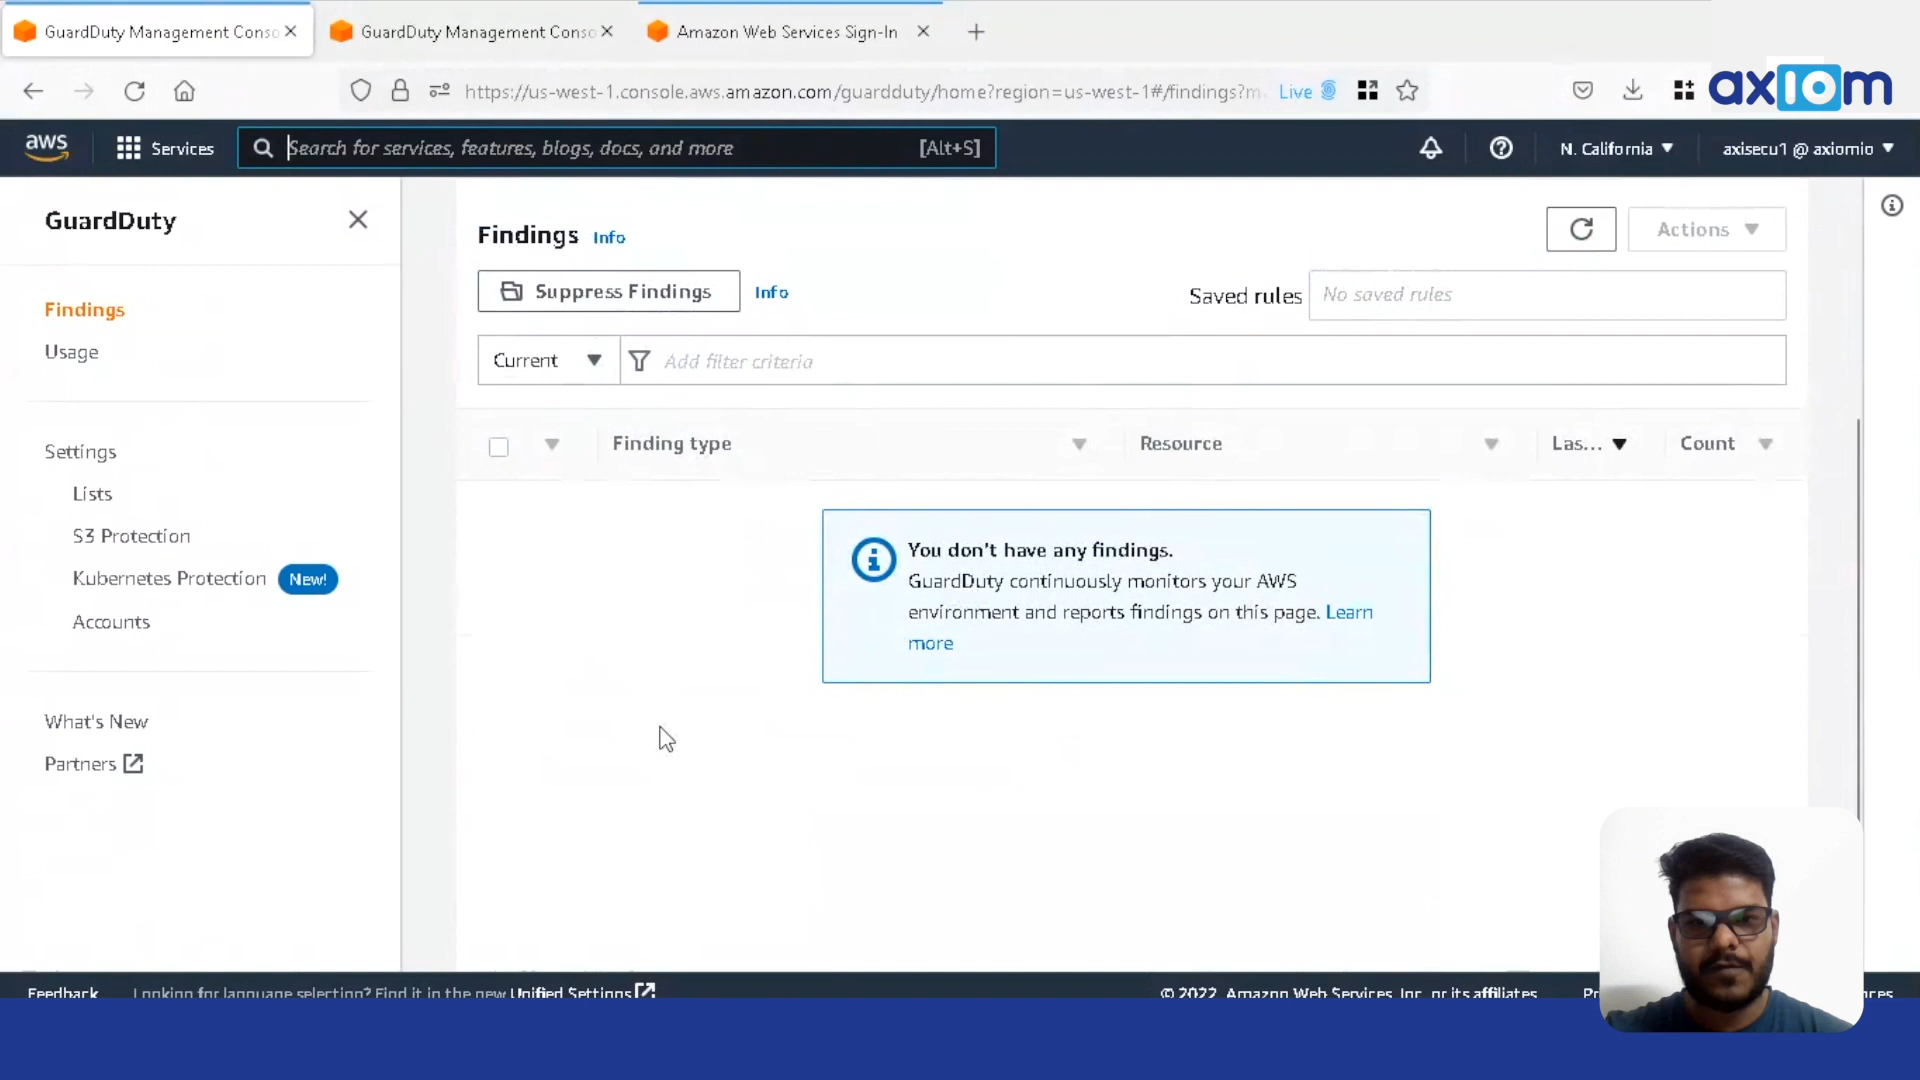 GuardDuty Management Conso
GuardDuty Management Conso
Amazon Web Services Sign-In
https://us-west-1.console.aws.amazon.com/guardduty/home?region=us-west-1#/findings?m
Live
axiom
aws
Services
Search for services, features, blogs, docs, and more
[Alt+S]
N. California
axisecu1 @ axiomio
GuardDuty
Findings
Usage
Settings
Lists
S3 Protection
Kubernetes Protection New!
Accounts
What's New
Partners
Findings Info
Actions
Suppress Findings Info
Saved rules No saved rules
Current
Add filter criteria
Finding type
Resource
Las...
Count
You don't have any findings.
GuardDuty continuously monitors your AWS
environment and reports findings on this page. Learn
more
Feedback
Looking for language selection? Find it in the new Unified Settings
© 2022, Amazon Web Services, Inc. or its affiliates